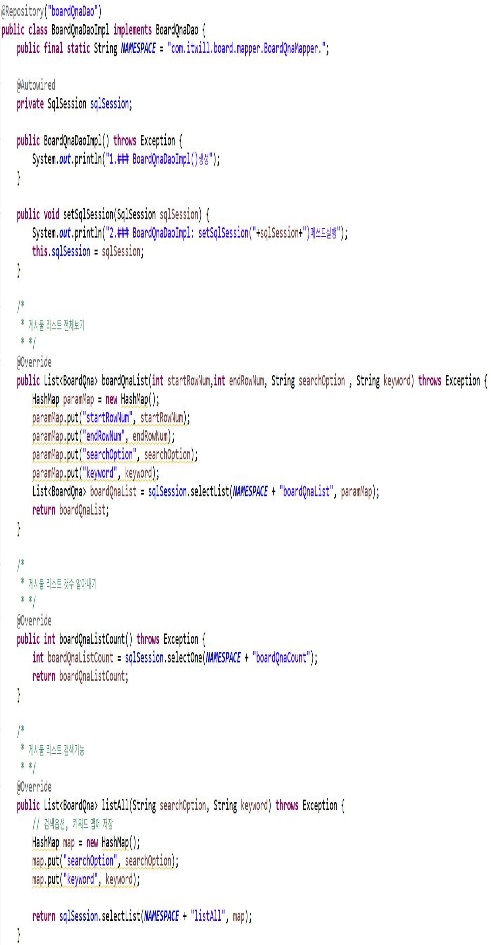 @Repository("boardQnaDao")
public class BoardQnaDaoImpl implements BoardQnaDao {
public final static String NAMESPACE = "com.itwill.board.mapper.BoardQnaMapper.";
@Autowired
private SqlSession sqlSession;
public BoardQnaDaoImpl() throws Exception {
System.out.println("1.### BoardQnaDaoImpl()생성");
}
public void setSqlSession(SqlSession sqlSession) {
System.out.println("2.### BoardQnaDaoImpl: setSqlSession("+sqlSession+")메쏘드실행");
this.sqlSession = sqlSession;
}
/*
* 게시물 리스트 전체보기
* */
@Override
public List<BoardQna> boardQnaList(int startRowNum,int endRowNum, String searchOption , String keyword) throws Exception {
HashMap paramMap = new HashMap();
paramMap.put("startRowNum", startRowNum);
paramMap.put("endRowNum", endRowNum);
paramMap.put("searchOption", searchOption);
paramMap.put("keyword", keyword);
List<BoardQna> boardQnaList = sqlSession.selectList(NAMESPACE + "boardQnaList", paramMap);
return boardQnaList;
}
/*
* 게시물 리스트 갯수 알아내기
* */
@Override
public int boardQnaListCount() throws Exception {
int boardQnaListCount = sqlSession.selectOne(NAMESPACE + "boardQnaCount");
return boardQnaListCount;
}
/*
* 게시물 리스트 검색기능
* */
@Override
public List<BoardQna> listAll(String searchOption, String keyword) throws Exception {
// 검색옵션, 키워드 맵에 저장
HashMap map = new HashMap();
map.put("searchOption", searchOption);
map.put("keyword", keyword);
return sqlSession.selectList(NAMESPACE + "listAll", map);
}